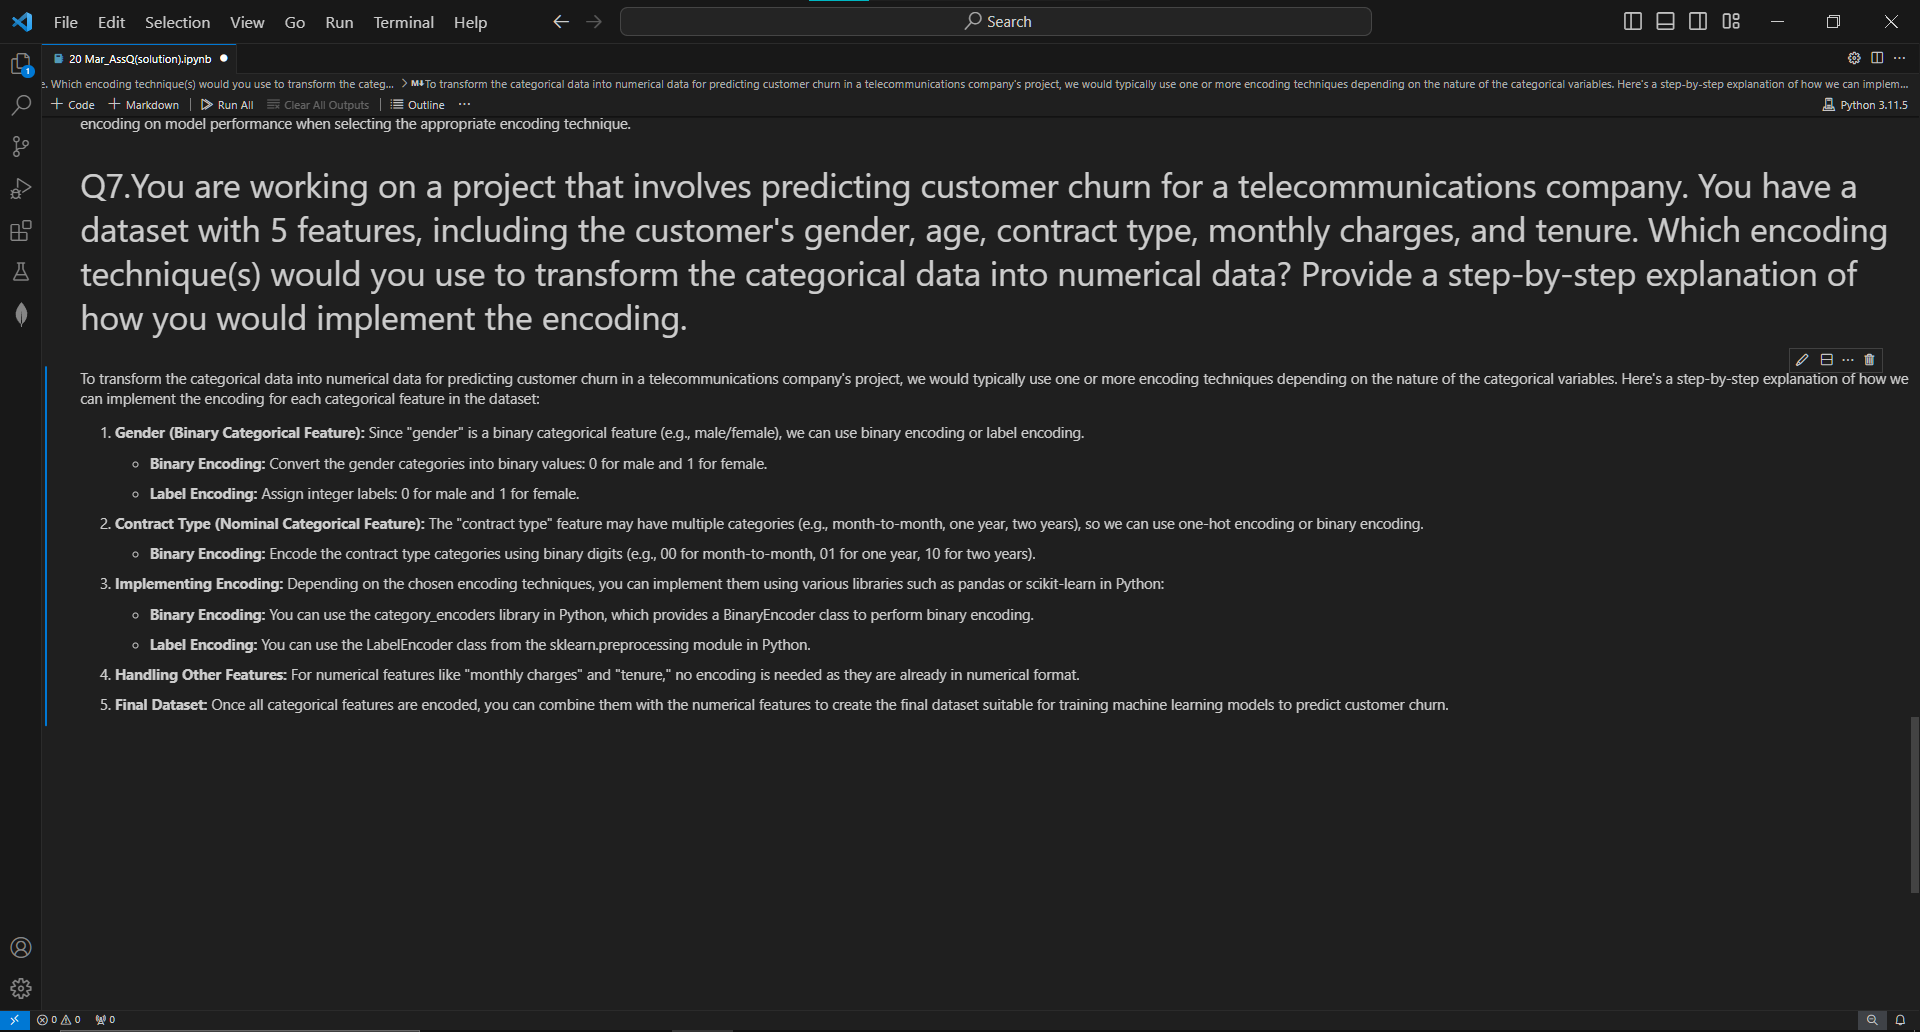 File Edit Selection View Go Run Terminal Help
Search
20 Mar_AssQ(solution).ipynb
e. Which encoding technique(s) would you use to transform the categ... > M↓To transform the categorical data into numerical data for predicting customer churn in a telecommunications company's project, we would typically use one or more encoding techniques depending on the nature of the categorical variables. Here's a step-by-step explanation of how we can implem...
+ Code + Markdown | Run All Clear All Outputs | Outline ...
Python 3.11.5
encoding on model performance when selecting the appropriate encoding technique.
Q7.You are working on a project that involves predicting customer churn for a telecommunications company. You have a
dataset with 5 features, including the customer's gender, age, contract type, monthly charges, and tenure. Which encoding
technique(s) would you use to transform the categorical data into numerical data? Provide a step-by-step explanation of
how you would implement the encoding.
To transform the categorical data into numerical data for predicting customer churn in a telecommunications company's project, we would typically use one or more encoding techniques depending on the nature of the categorical variables. Here's a step-by-step explanation of how we
can implement the encoding for each categorical feature in the dataset:
1. Gender (Binary Categorical Feature): Since "gender" is a binary categorical feature (e.g., male/female), we can use binary encoding or label encoding.
Binary Encoding: Convert the gender categories into binary values: 0 for male and 1 for female.
Label Encoding: Assign integer labels: 0 for male and 1 for female.
2. Contract Type (Nominal Categorical Feature): The "contract type" feature may have multiple categories (e.g., month-to-month, one year, two years), so we can use one-hot encoding or binary encoding.
Binary Encoding: Encode the contract type categories using binary digits (e.g., 00 for month-to-month, 01 for one year, 10 for two years).
3. Implementing Encoding: Depending on the chosen encoding techniques, you can implement them using various libraries such as pandas or scikit-learn in Python:
Binary Encoding: You can use the category_encoders library in Python, which provides a BinaryEncoder class to perform binary encoding.
Label Encoding: You can use the LabelEncoder class from the sklearn.preprocessing module in Python.
4. Handling Other Features: For numerical features like "monthly charges" and "tenure," no encoding is needed as they are already in numerical format.
5. Final Dataset: Once all categorical features are encoded, you can combine them with the numerical features to create the final dataset suitable for training machine learning models to predict customer churn.
1
0 0 0